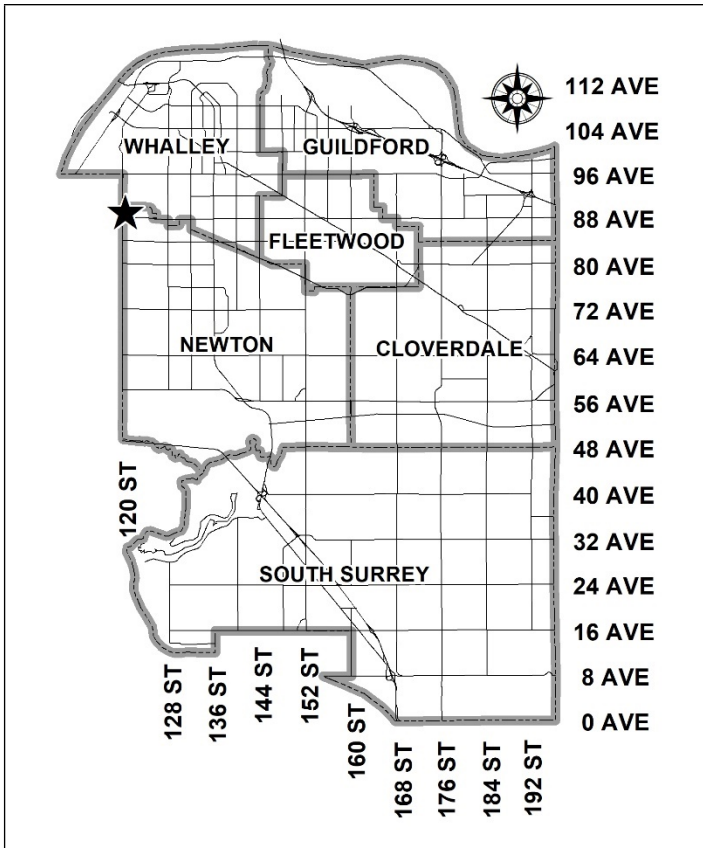 112 AVE
104 AVE
WHALLEY
GUILDFORD
96 AVE
88 AVE
FLEETWOOD
80 AVE
72 AVE
NEWTON
CLOVERDALE
64 AVE
56 AVE
48 AVE
120 ST
40 AVE
32 AVE
SOUTH SURREY
24 AVE
16 AVE
8 AVE
0 AVE
128 ST
136 ST
144 ST
152 ST
160 ST
168 ST
176 ST
184 ST
192 ST